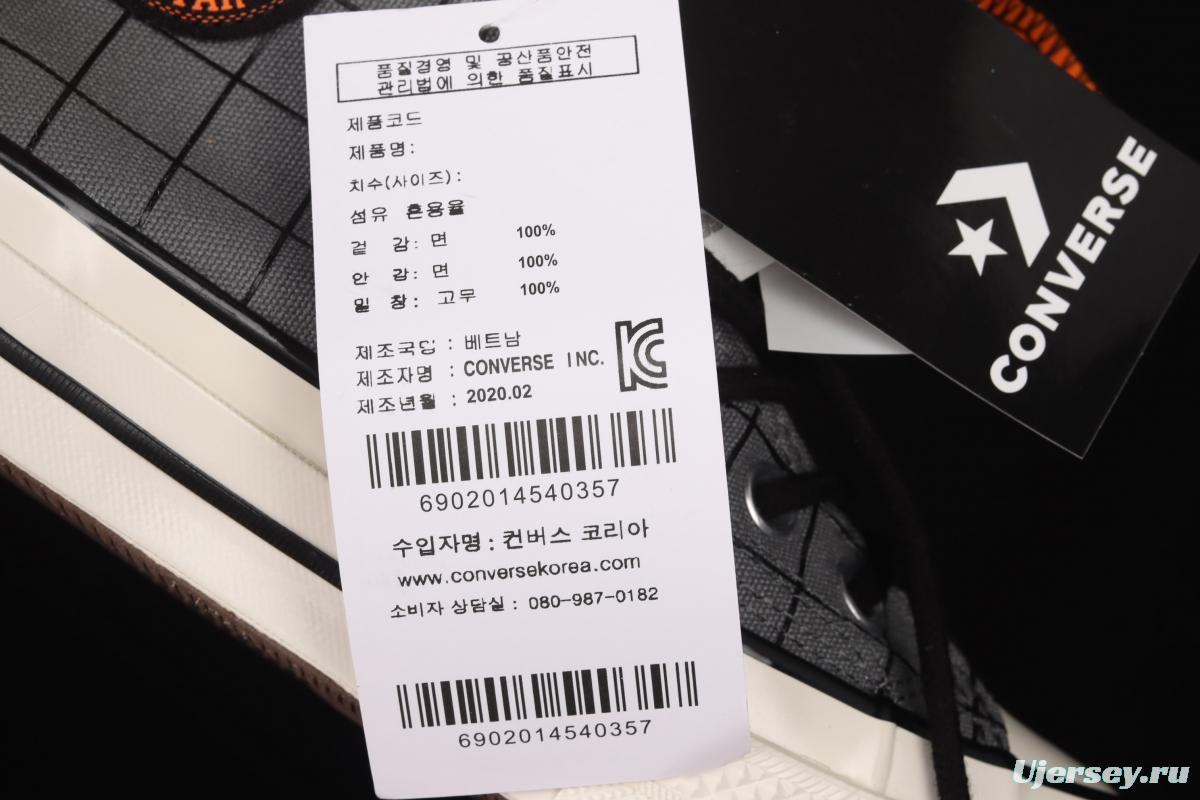 품질경영 및 공산품안전
관리법에 의한 품질표시
제품코드
제품명:
치수(사이즈):
섬유 혼용율
겉 감: 면 100%
안 감: 면 100%
밑 창: 고무 100%
제조국명 : 베트남
제조자명 : CONVERSE INC.
제조년월 : 2020.02
6902014540357
수입자명: 컨버스 코리아
www.conversekorea.com
소비자 상담실 : 080-987-0182
6902014540357
CONVERSE
Ujersey.ru